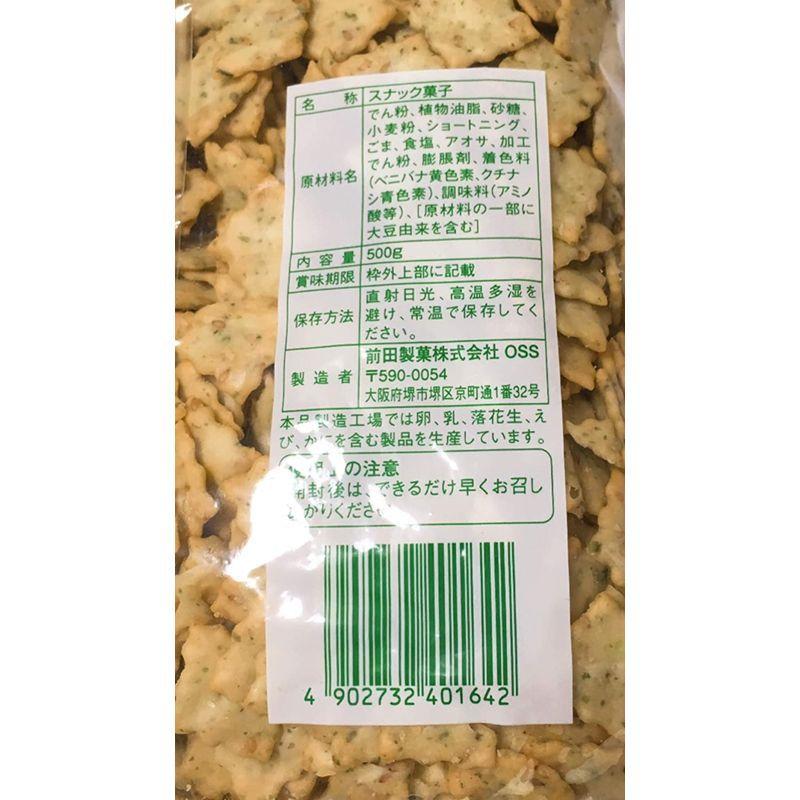 名称 スナック菓子
原材料名 でん粉、植物油脂、砂糖、
小麦粉、ショートニング、
ごま、食塩、アオサ、加工
でん粉、膨脹剤、着色料
(ベニバナ黄色素、クチナ
シ青色素)、調味料(アミノ
酸等)、[原材料の一部に
大豆由来を含む]
内容量 500g
賞味期限 枠外上部に記載
保存方法 直射日光、高温多湿を
避け、常温で保存してく
ださい。
製造者 前田製菓株式会社 OSS
〒590-0054
大阪府堺市堺区京町通1番32号
本品製造工場では卵、乳、落花生、え
び、かにを含む製品を生産しています。
の注意
開封後は、できるだけ早くお召し
がりください
4 902732 401642